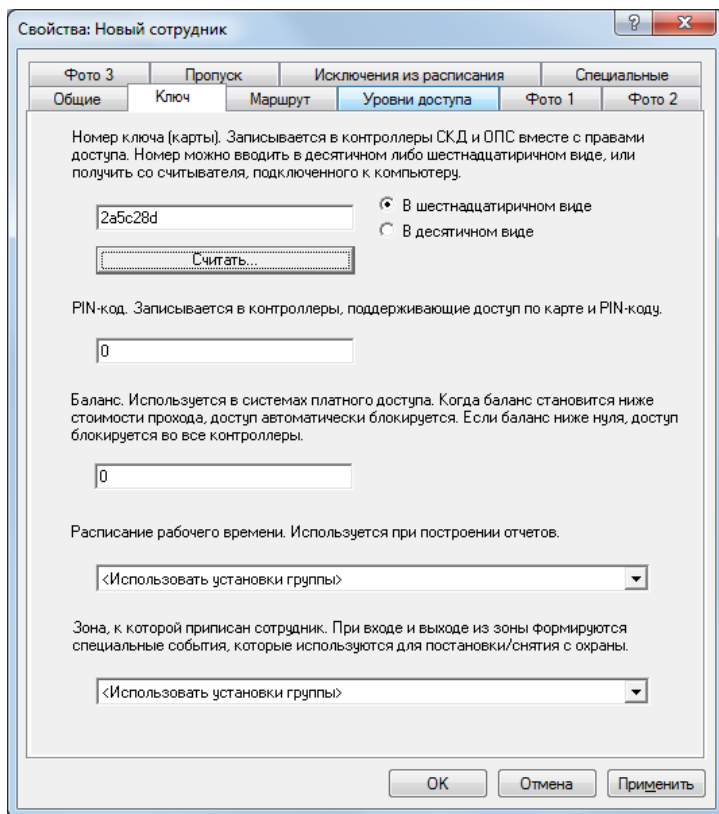 Свойства: Новый сотрудник
Фото 3 Пропуск Исключения из расписания Специальные
Общие Ключ Маршрут Уровни доступа Фото 1 Фото 2
Номер ключа (карты). Записывается в контроллеры СКД и ОПС вместе с правами
доступа. Номер можно вводить в десятичном либо шестнадцатиричном виде, или
получить со считывателя, подключенного к компьютеру.
2a5c28d
В шестнадцатиричном виде
В десятичном виде
Считать...
PIN-код. Записывается в контроллеры, поддерживающие доступ по карте и PIN-коду.
0
Баланс. Используется в системах платного доступа. Когда баланс становится ниже
стоимости прохода, доступ автоматически блокируется. Если баланс ниже нуля, доступ
блокируется во все контроллеры.
0
Расписание рабочего времени. Используется при построении отчетов.
<Использовать установки группы>
Зона, к которой приписан сотрудник. При входе и выходе из зоны формируются
специальные события, которые используются для постановки/снятия с охраны.
<Использовать установки группы>
OK Отмена Применить